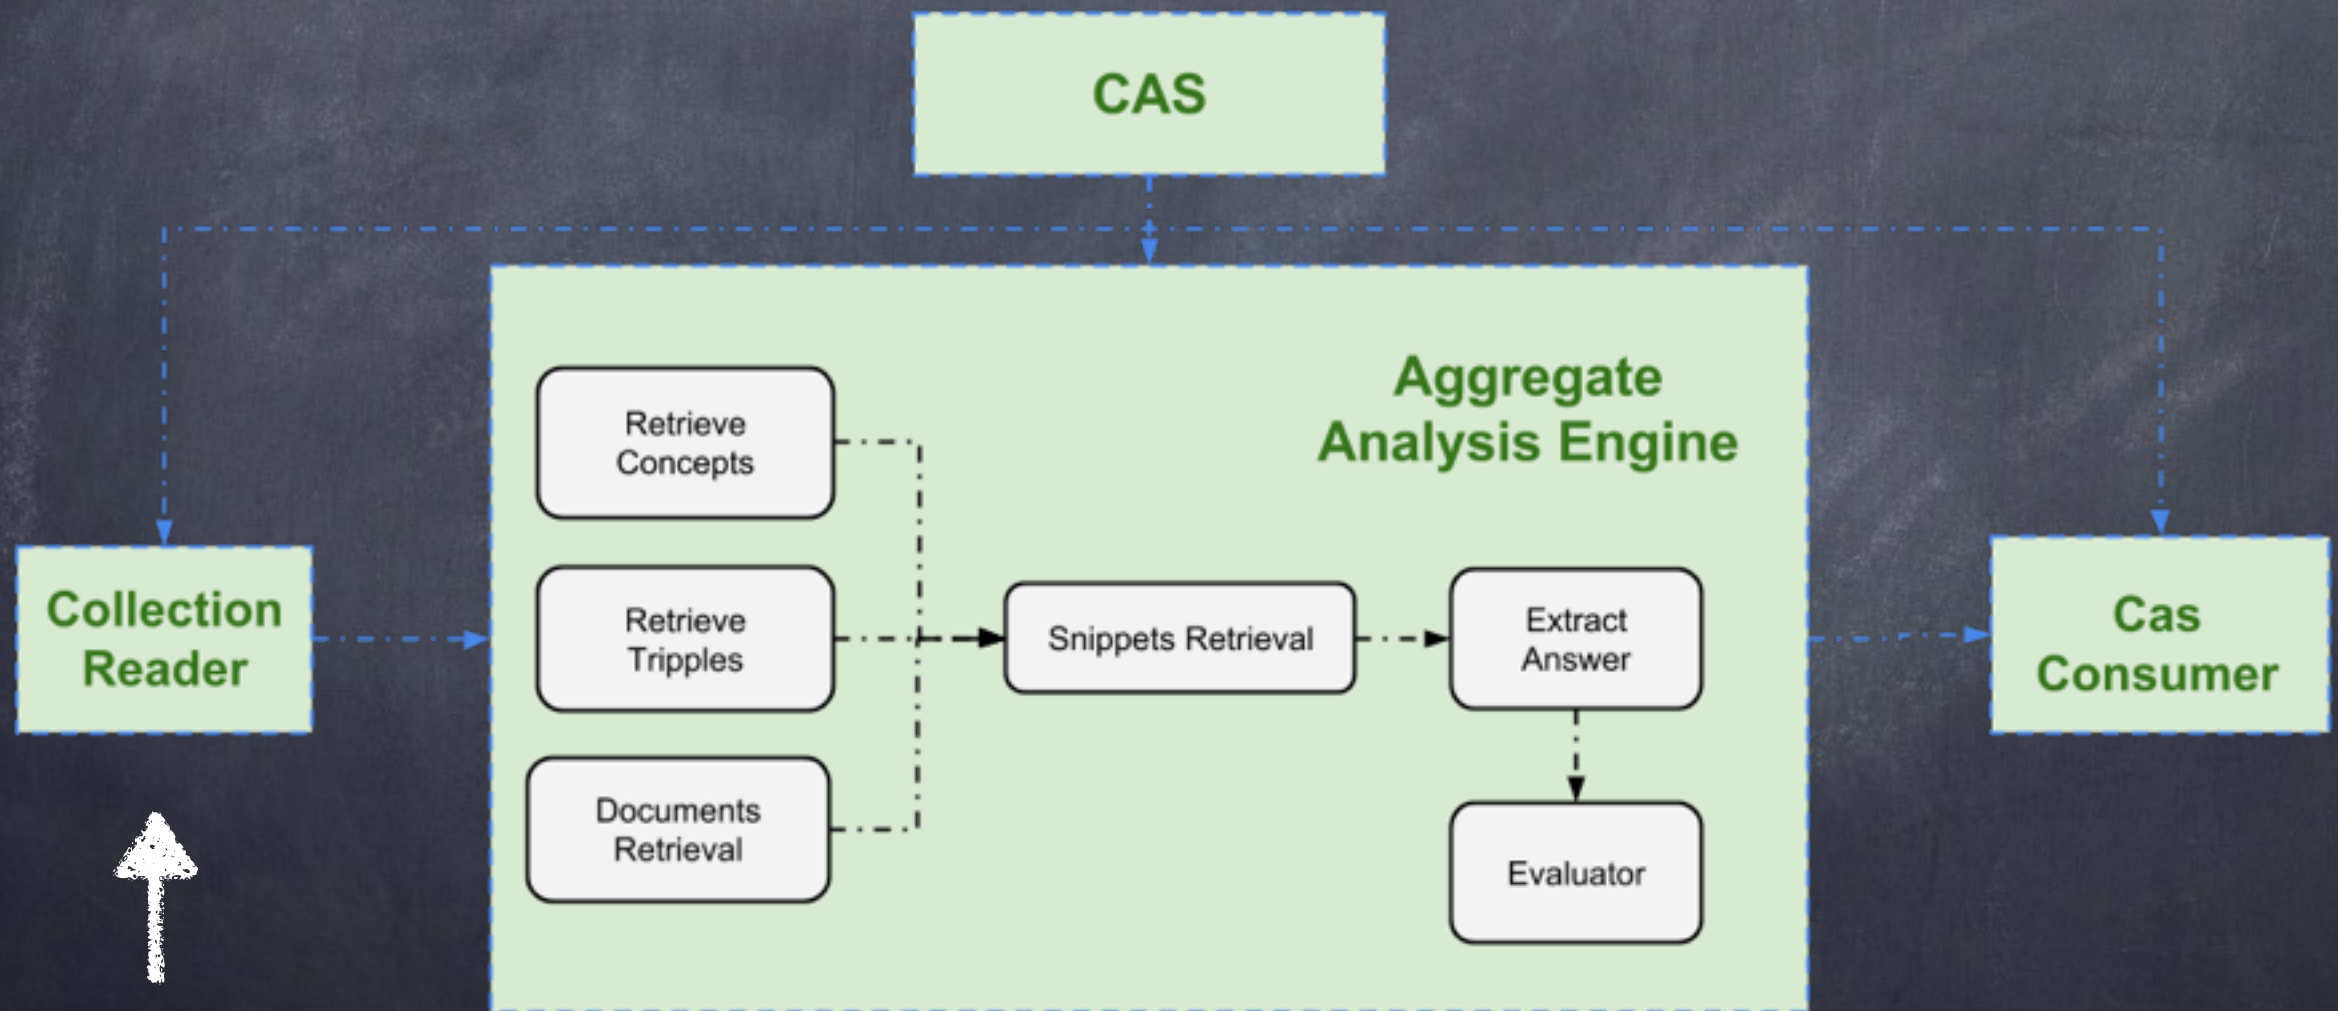 CAS
Aggregate
Analysis Engine
Retrieve
Concepts
Retrieve
Tripples
Documents
Retrieval
Snippets Retrieval
Extract
Answer
Evaluator
Collection
Reader
Cas
Consumer